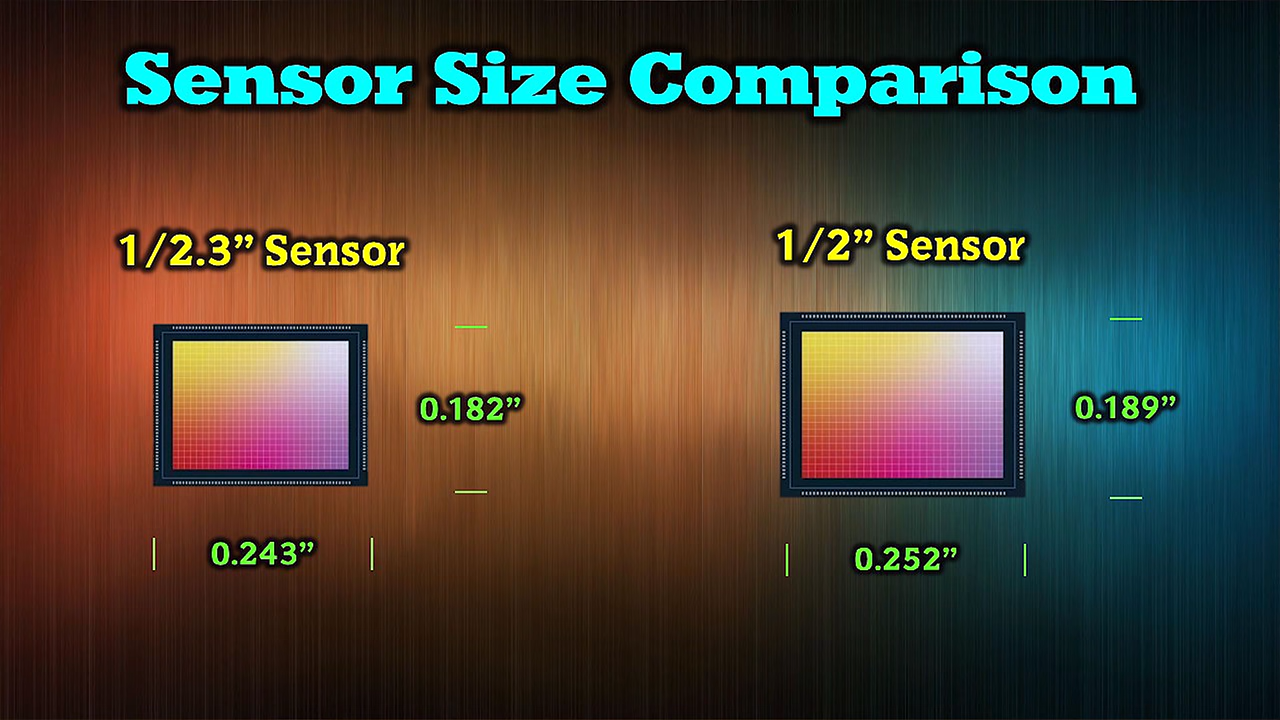 Sensor Size Comparison
1/2.3” Sensor
1/2” Sensor
0.182”
0.189”
0.243”
0.252”